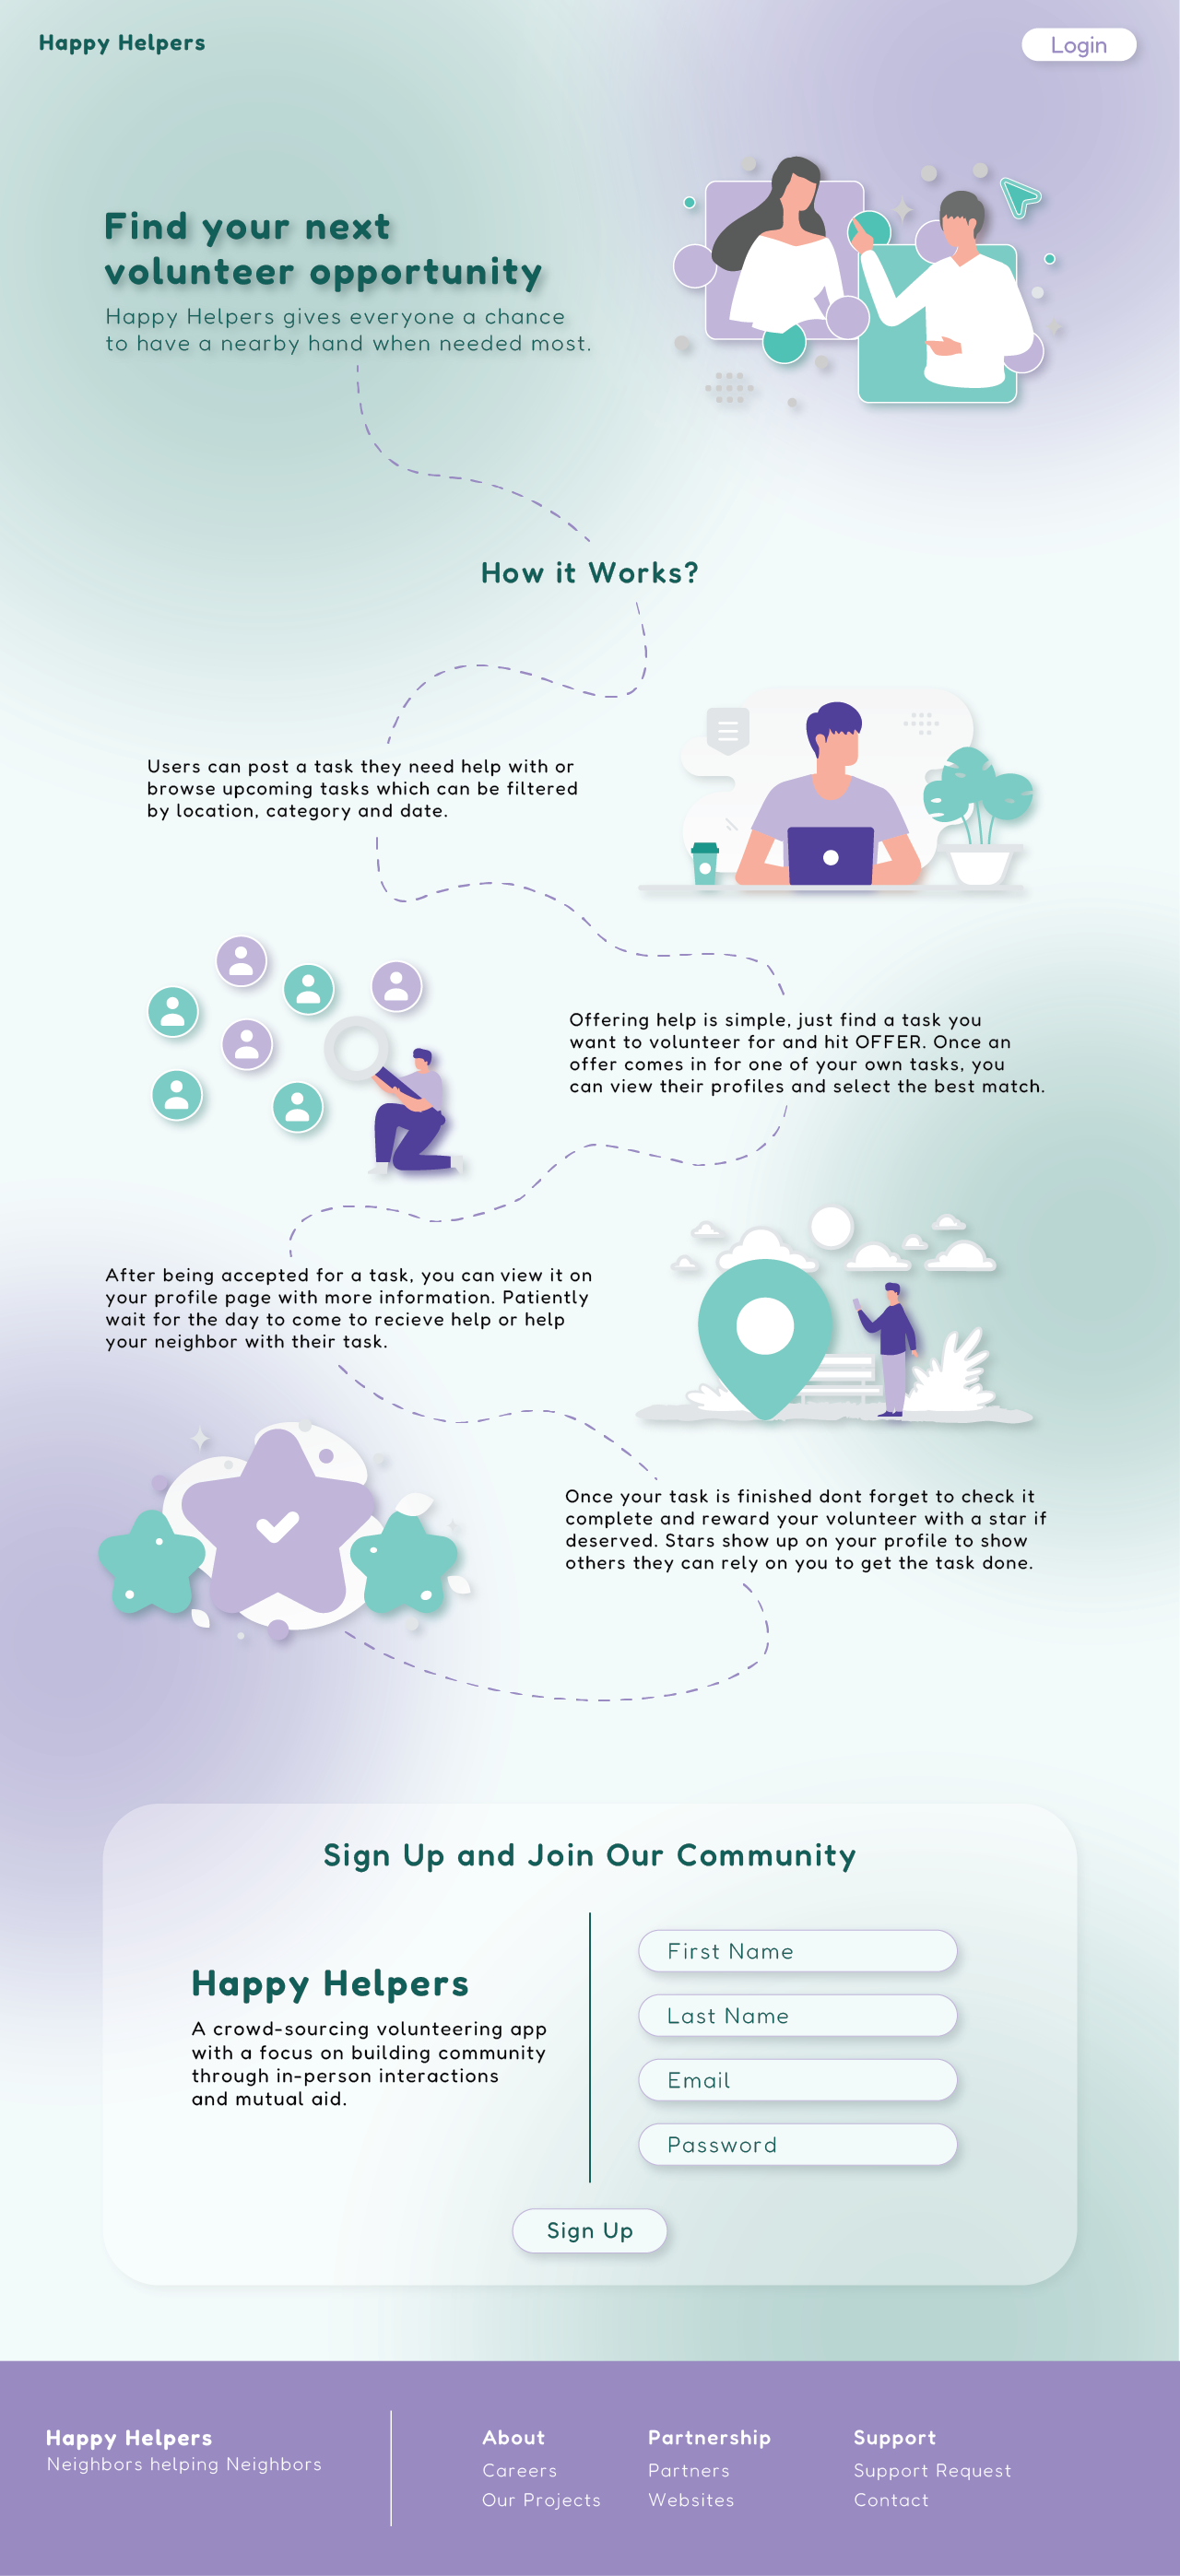 Happy Helpers
Login
Find your next
volunteer opportunity
Happy Helpers gives everyone a chance
to have a nearby hand when needed most.
How it Works?
Users can post a task they need help with or
browse upcoming tasks which can be filtered
by location, category and date.
Offering help is simple, just find a task you
want to volunteer for and hit OFFER. Once an
offer comes in for one of your own tasks, you
can view their profiles and select the best match.
After being accepted for a task, you can view it on
your profile page with more information. Patiently
wait for the day to come to recieve help or help
your neighbor with their task.
Once your task is finished dont forget to check it
complete and reward your volunteer with a star if
deserved. Stars show up on your profile to show
others they can rely on you to get the task done.
Sign Up and Join Our Community
Happy Helpers
A crowd-sourcing volunteering app
with a focus on building community
through in-person interactions
and mutual aid.
First Name
Last Name
Email
Password
Sign Up
Happy Helpers
Neighbors helping Neighbors
About
Careers
Our Projects
Partnership
Partners
Websites
Support
Support Request
Contact